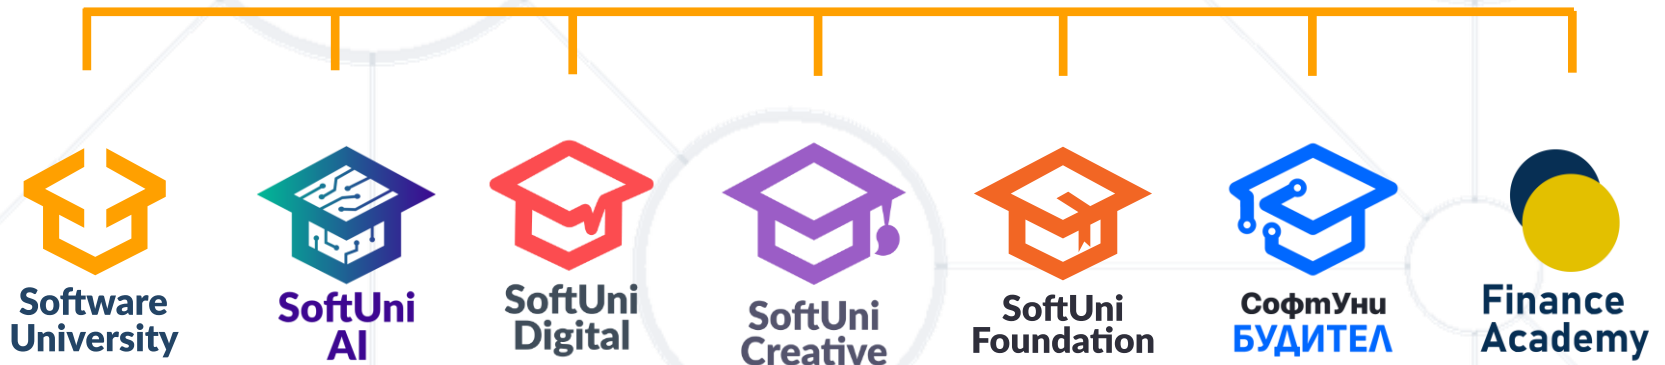 Software
University
SoftUni
AI
SoftUni
Digital
SoftUni
Creative
SoftUni
Foundation
СофтУни
БУДИТЕЛ
Finance
Academy